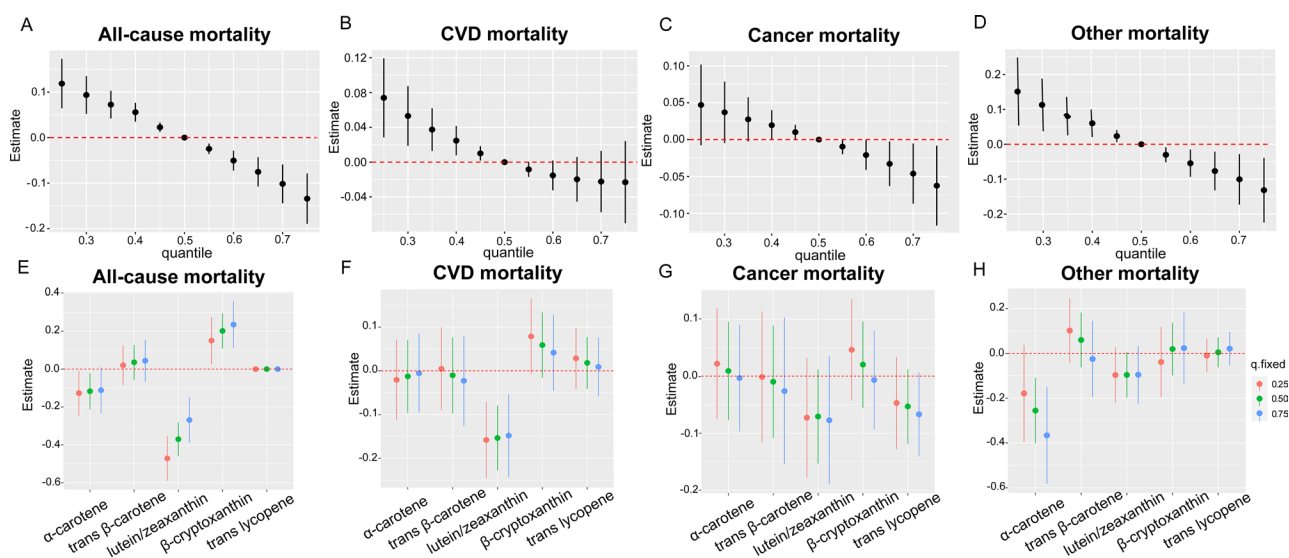 A
All-cause mortality
Estimate
0.1
0.0
-0.1
-0.2
0.3
0.4
0.5
0.6
0.7
quantile
B
CVD mortality
Estimate
0.12
0.08
0.04
0.00
-0.04
0.3
0.4
0.5
0.6
0.7
quantile
C
Cancer mortality
Estimate
0.10
0.05
0.00
-0.05
-0.10
0.3
0.4
0.5
0.6
0.7
quantile
D
Other mortality
Estimate
0.2
0.1
0.0
-0.1
-0.2
0.3
0.4
0.5
0.6
0.7
quantile
E
All-cause mortality
Estimate
0.4
0.2
0.0
-0.2
-0.4
-0.6
α-carotene
trans β-carotene
lutein/zeaxanthin
β-cryptoxanthin
trans lycopene
F
CVD mortality
Estimate
0.1
0.0
-0.1
-0.2
α-carotene
trans β-carotene
lutein/zeaxanthin
β-cryptoxanthin
trans lycopene
G
Cancer mortality
Estimate
0.1
0.0
-0.1
-0.2
α-carotene
trans β-carotene
lutein/zeaxanthin
β-cryptoxanthin
trans lycopene
H
Other mortality
Estimate
0.2
0.0
-0.2
-0.4
-0.6
α-carotene
trans β-carotene
lutein/zeaxanthin
β-cryptoxanthin
trans lycopene
q.fixed
0.25
0.50
0.75